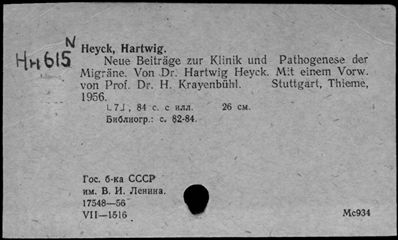 Нн615 N
Heyck, Hartwig.
Neue Beiträge zur Klinik und Pathogenese der
Migräne. Von Dr. Hartwig Heyck. Mit einem Vorw.
von Prof. Dr. H. Krayenbühl. Stuttgart, Thieme,
1956.
[7], 84 с. с илл. 26 см.
Библиогр.: с. 82-84.
Гос. б-ка СССР
им. В. И. Ленина.
17548—56
VII—1516 Мс934